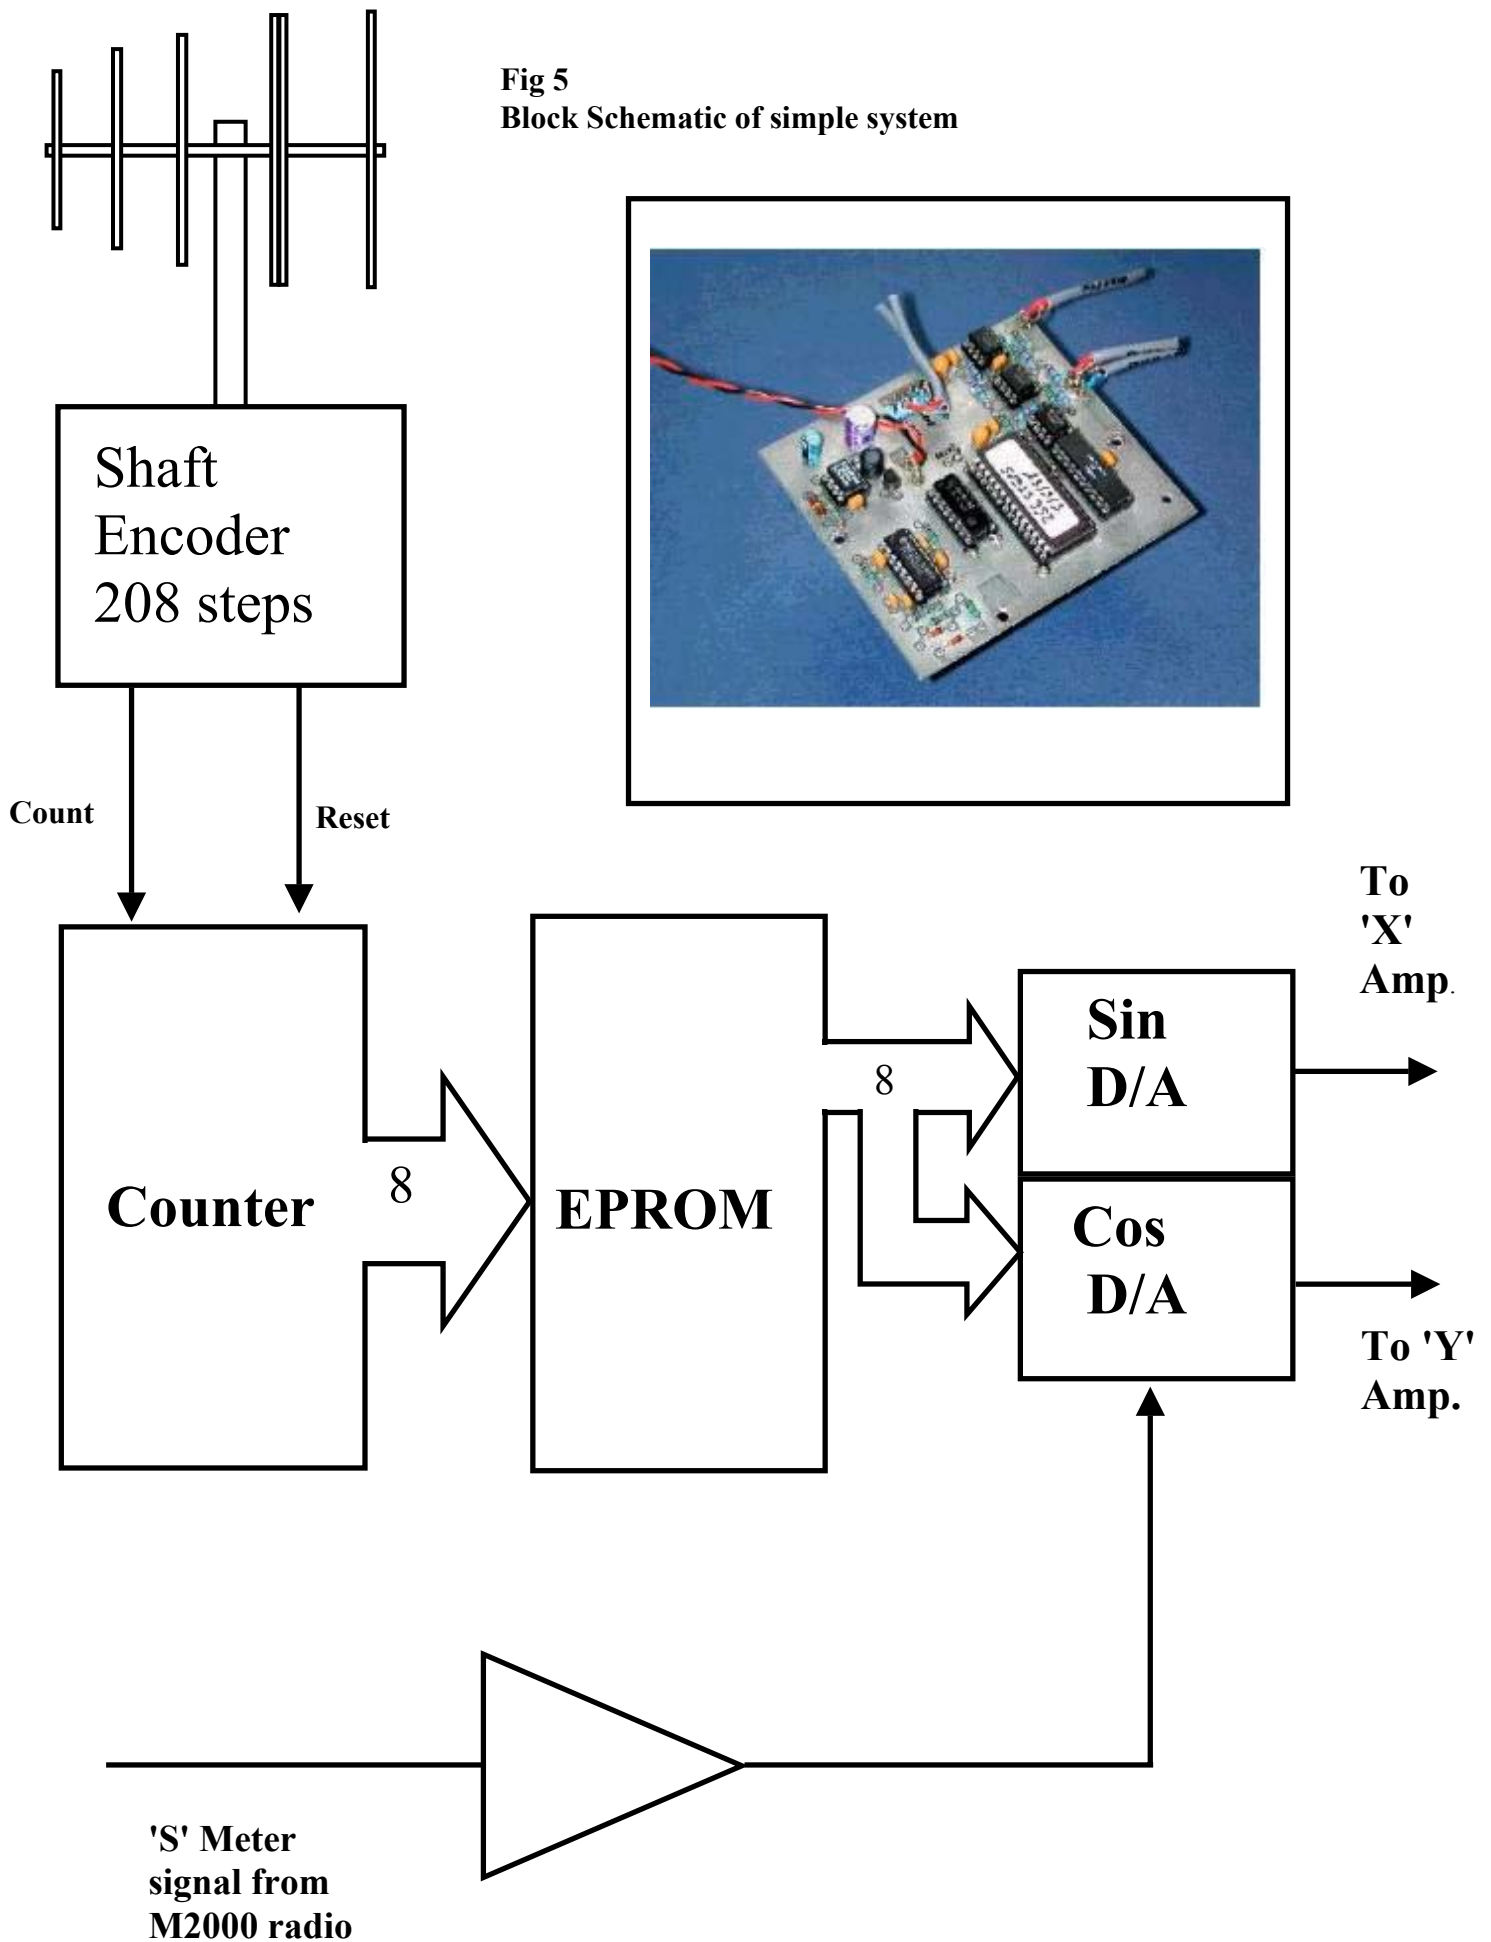 Fig 5
Block Schematic of simple system
Shaft
Encoder
208 steps
Count
Reset
To
'X'
Amp.
Sin
D/A
8
Counter
8
EPROM
Cos
D/A
To 'Y'
Amp.
'S' Meter
signal from
M2000 radio